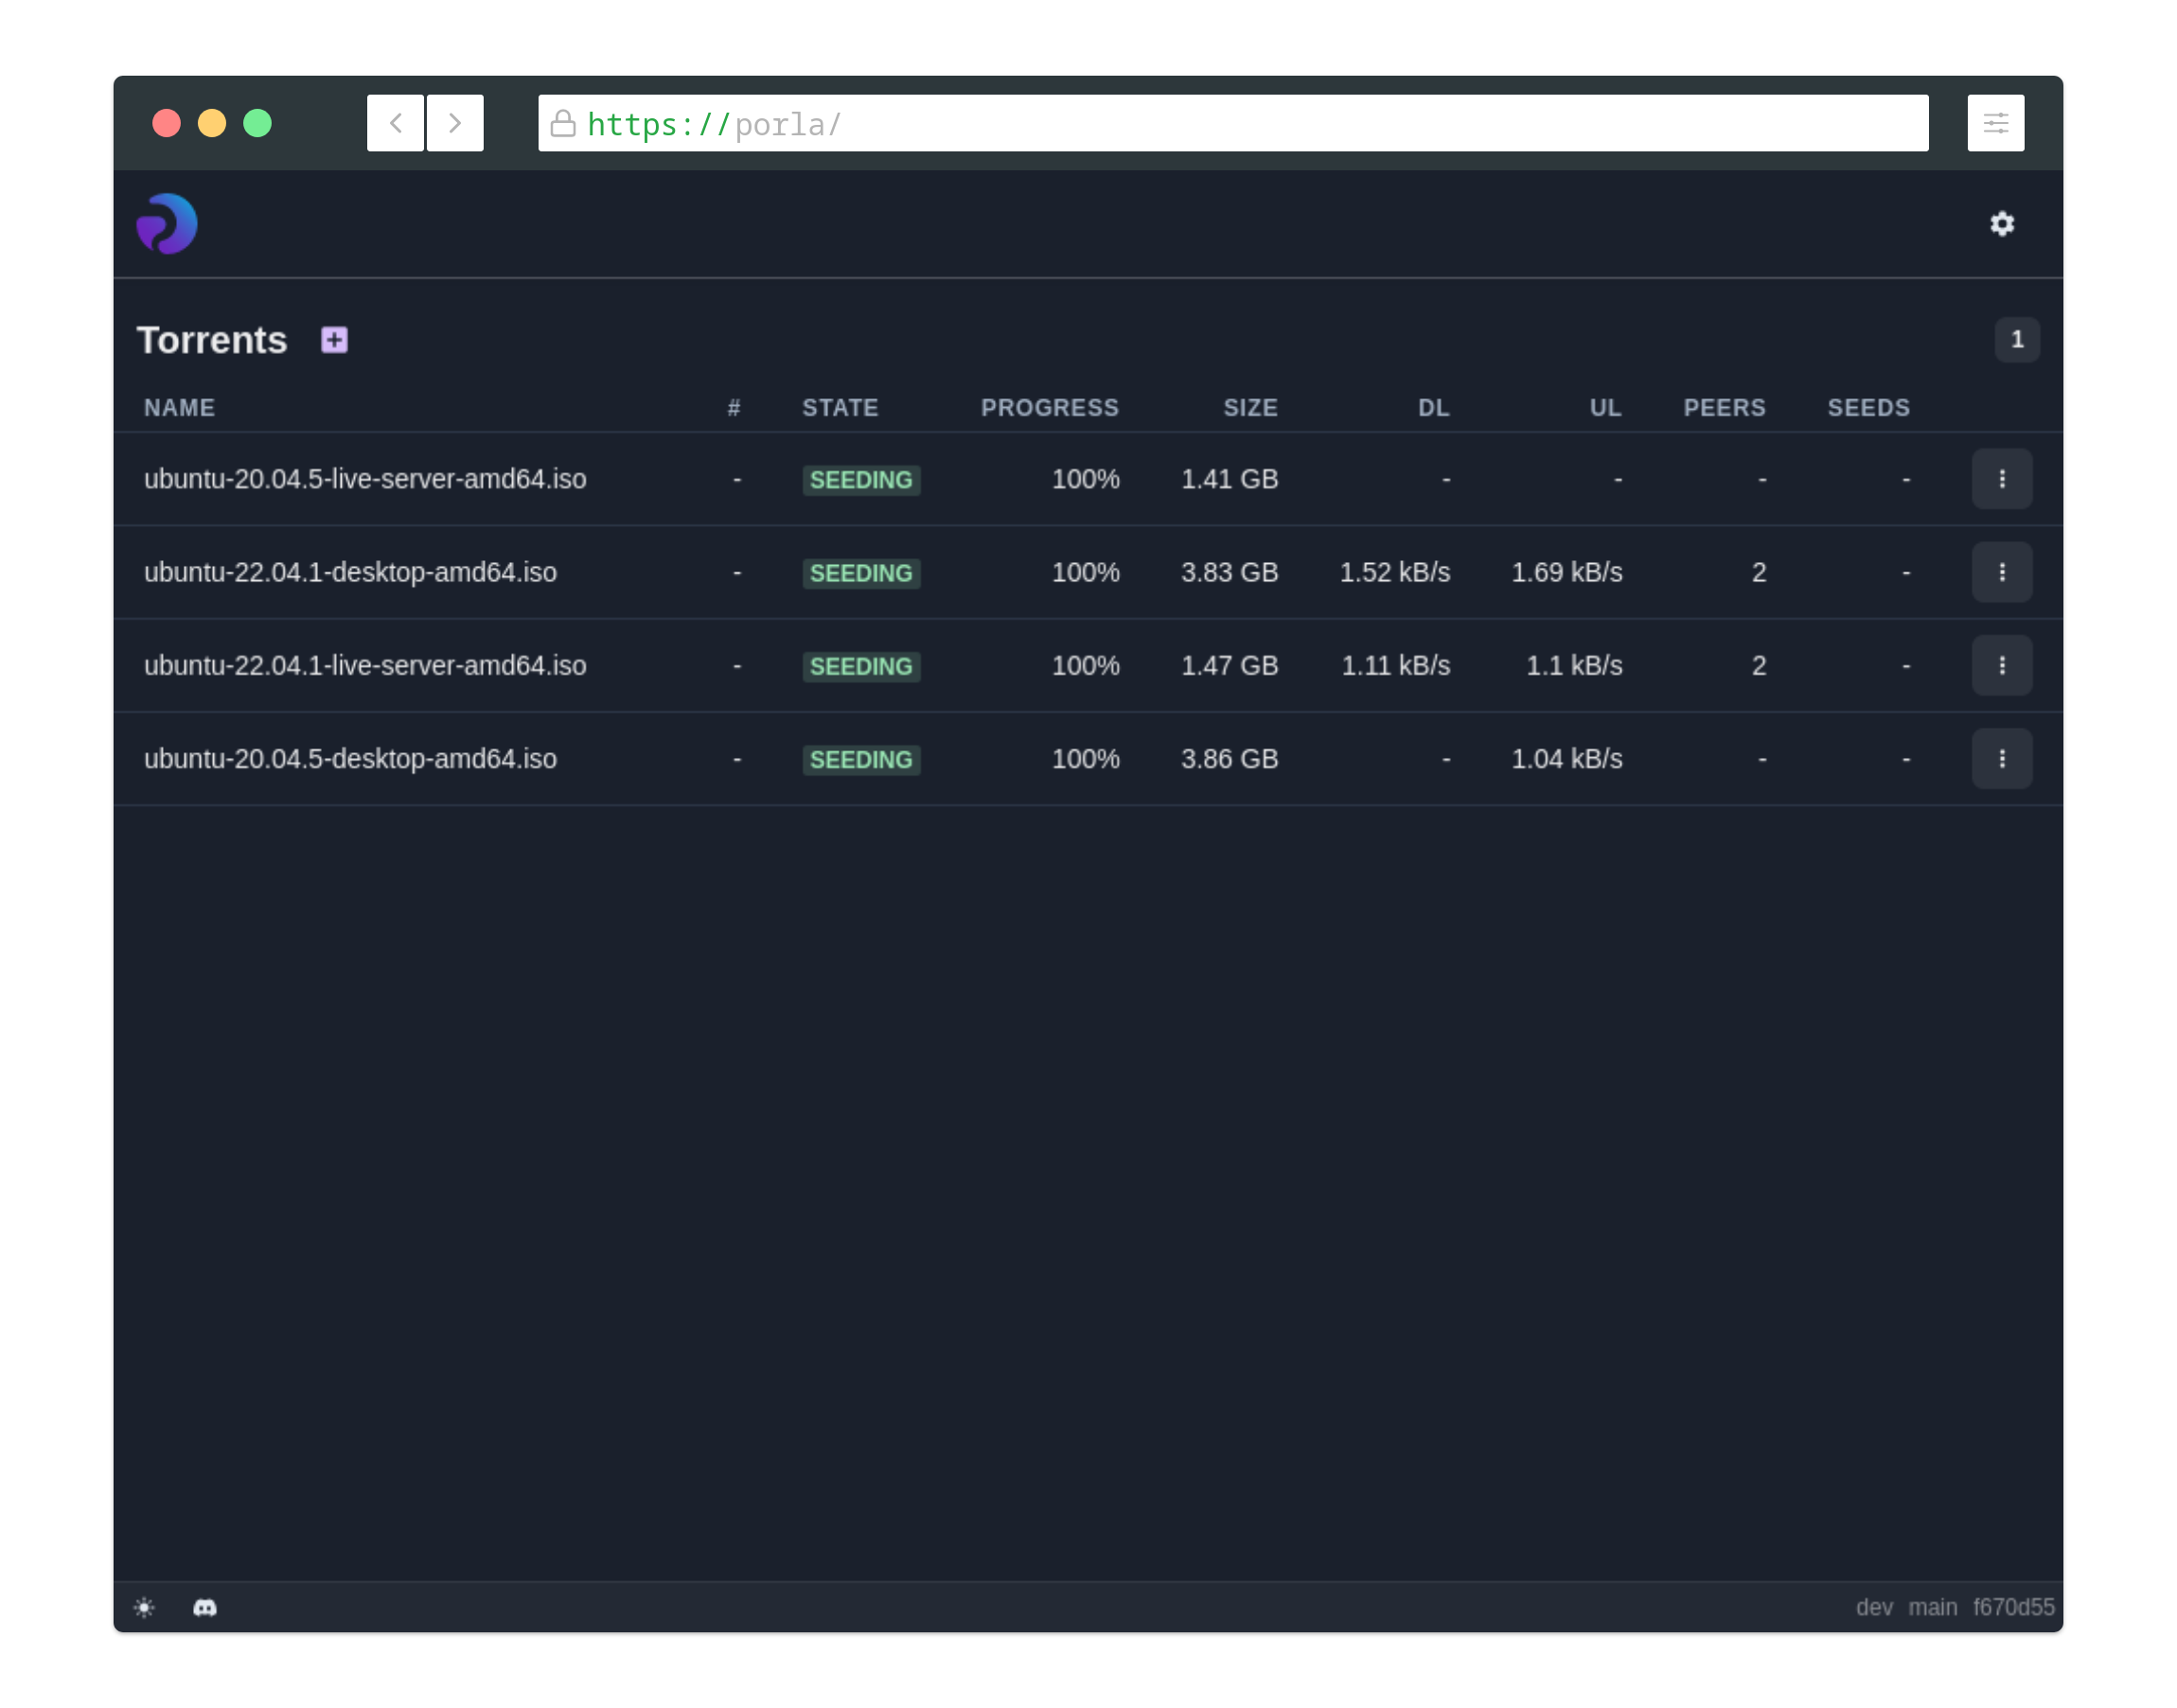 https://porla/
Torrents 1
NAME # STATE PROGRESS SIZE DL UL PEERS SEEDS
ubuntu-20.04.5-live-server-amd64.iso - SEEDING 100% 1.41 GB - - - -
ubuntu-22.04.1-desktop-amd64.iso - SEEDING 100% 3.83 GB 1.52 kB/s 1.69 kB/s 2 -
ubuntu-22.04.1-live-server-amd64.iso - SEEDING 100% 1.47 GB 1.11 kB/s 1.1 kB/s 2 -
ubuntu-20.04.5-desktop-amd64.iso - SEEDING 100% 3.86 GB - 1.04 kB/s - -
dev main f670d55